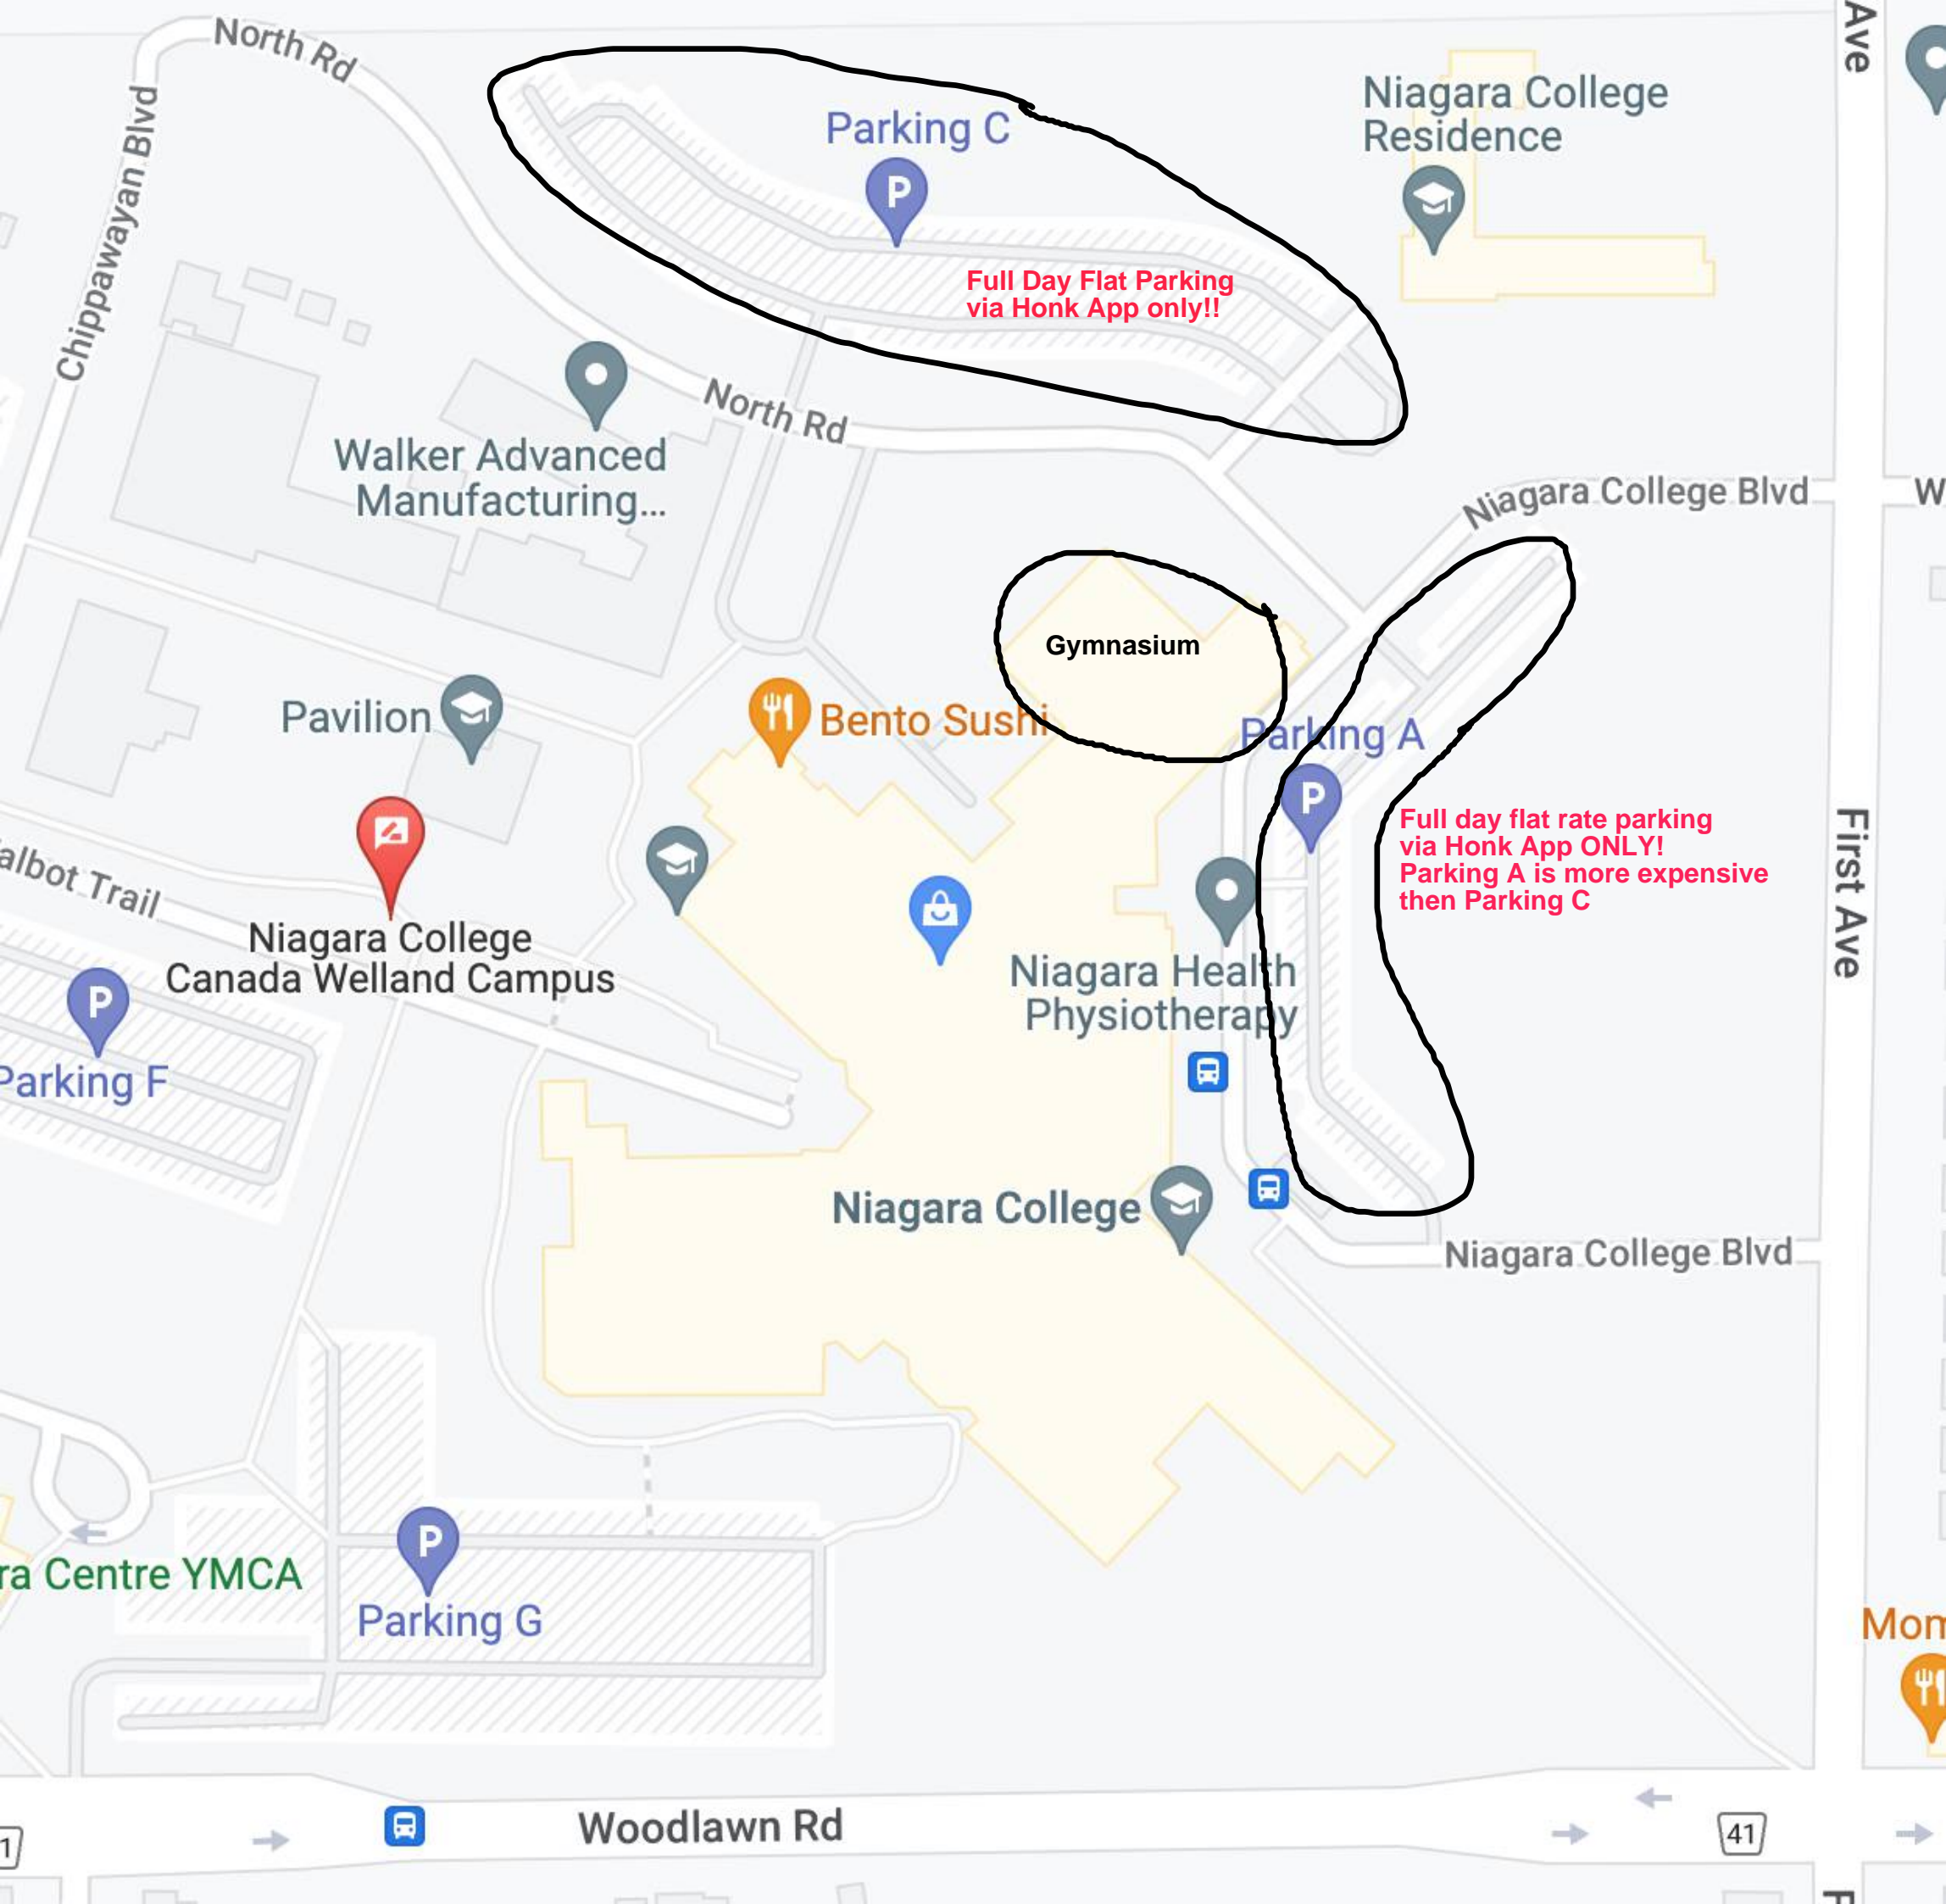 North Rd
Ave
Chippawayan Blvd
Parking C
P
Niagara College
Residence
Full Day Flat Parking
via Honk App only!!
North Rd
Walker Advanced
Manufacturing...
Niagara College Blvd
W
Gymnasium
Pavilion
Bento Sushi
Parking A
P
Full day flat rate parking
via Honk App ONLY!
Parking A is more expensive
then Parking C
First Ave
albot Trail
Niagara College
Canada Welland Campus
Niagara Health
Physiotherapy
P
Parking F
Niagara College
Niagara College Blvd
P
ra Centre YMCA
Parking G
Mom
Woodlawn Rd
41
1